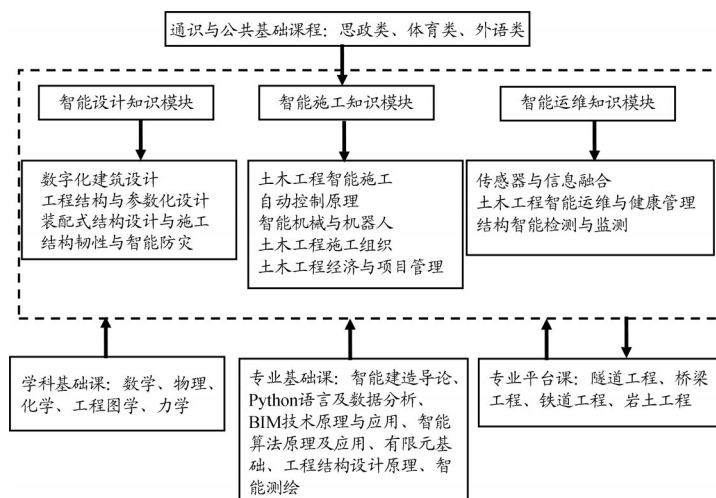 通识与公共基础课程：思政类、体育类、外语类
智能设计知识模块
智能施工知识模块
智能运维知识模块
数字化建筑设计
工程结构与参数化设计
装配式结构设计与施工
结构韧性与智能防灾
土木工程智能施工
自动控制原理
智能机械与机器人
土木工程施工组织
土木工程经济与项目管理
传感器与信息融合
土木工程智能运维与健康管理
结构智能检测与监测
学科基础课：数学、物理、
化学、工程图学、力学
专业基础课：智能建造导论、
Python语言及数据分析、
BIM技术原理与应用、智能
算法原理及应用、有限元基
础、工程结构设计原理、智
能测绘
专业平台课：隧道工程、桥梁
工程、铁道工程、岩土工程